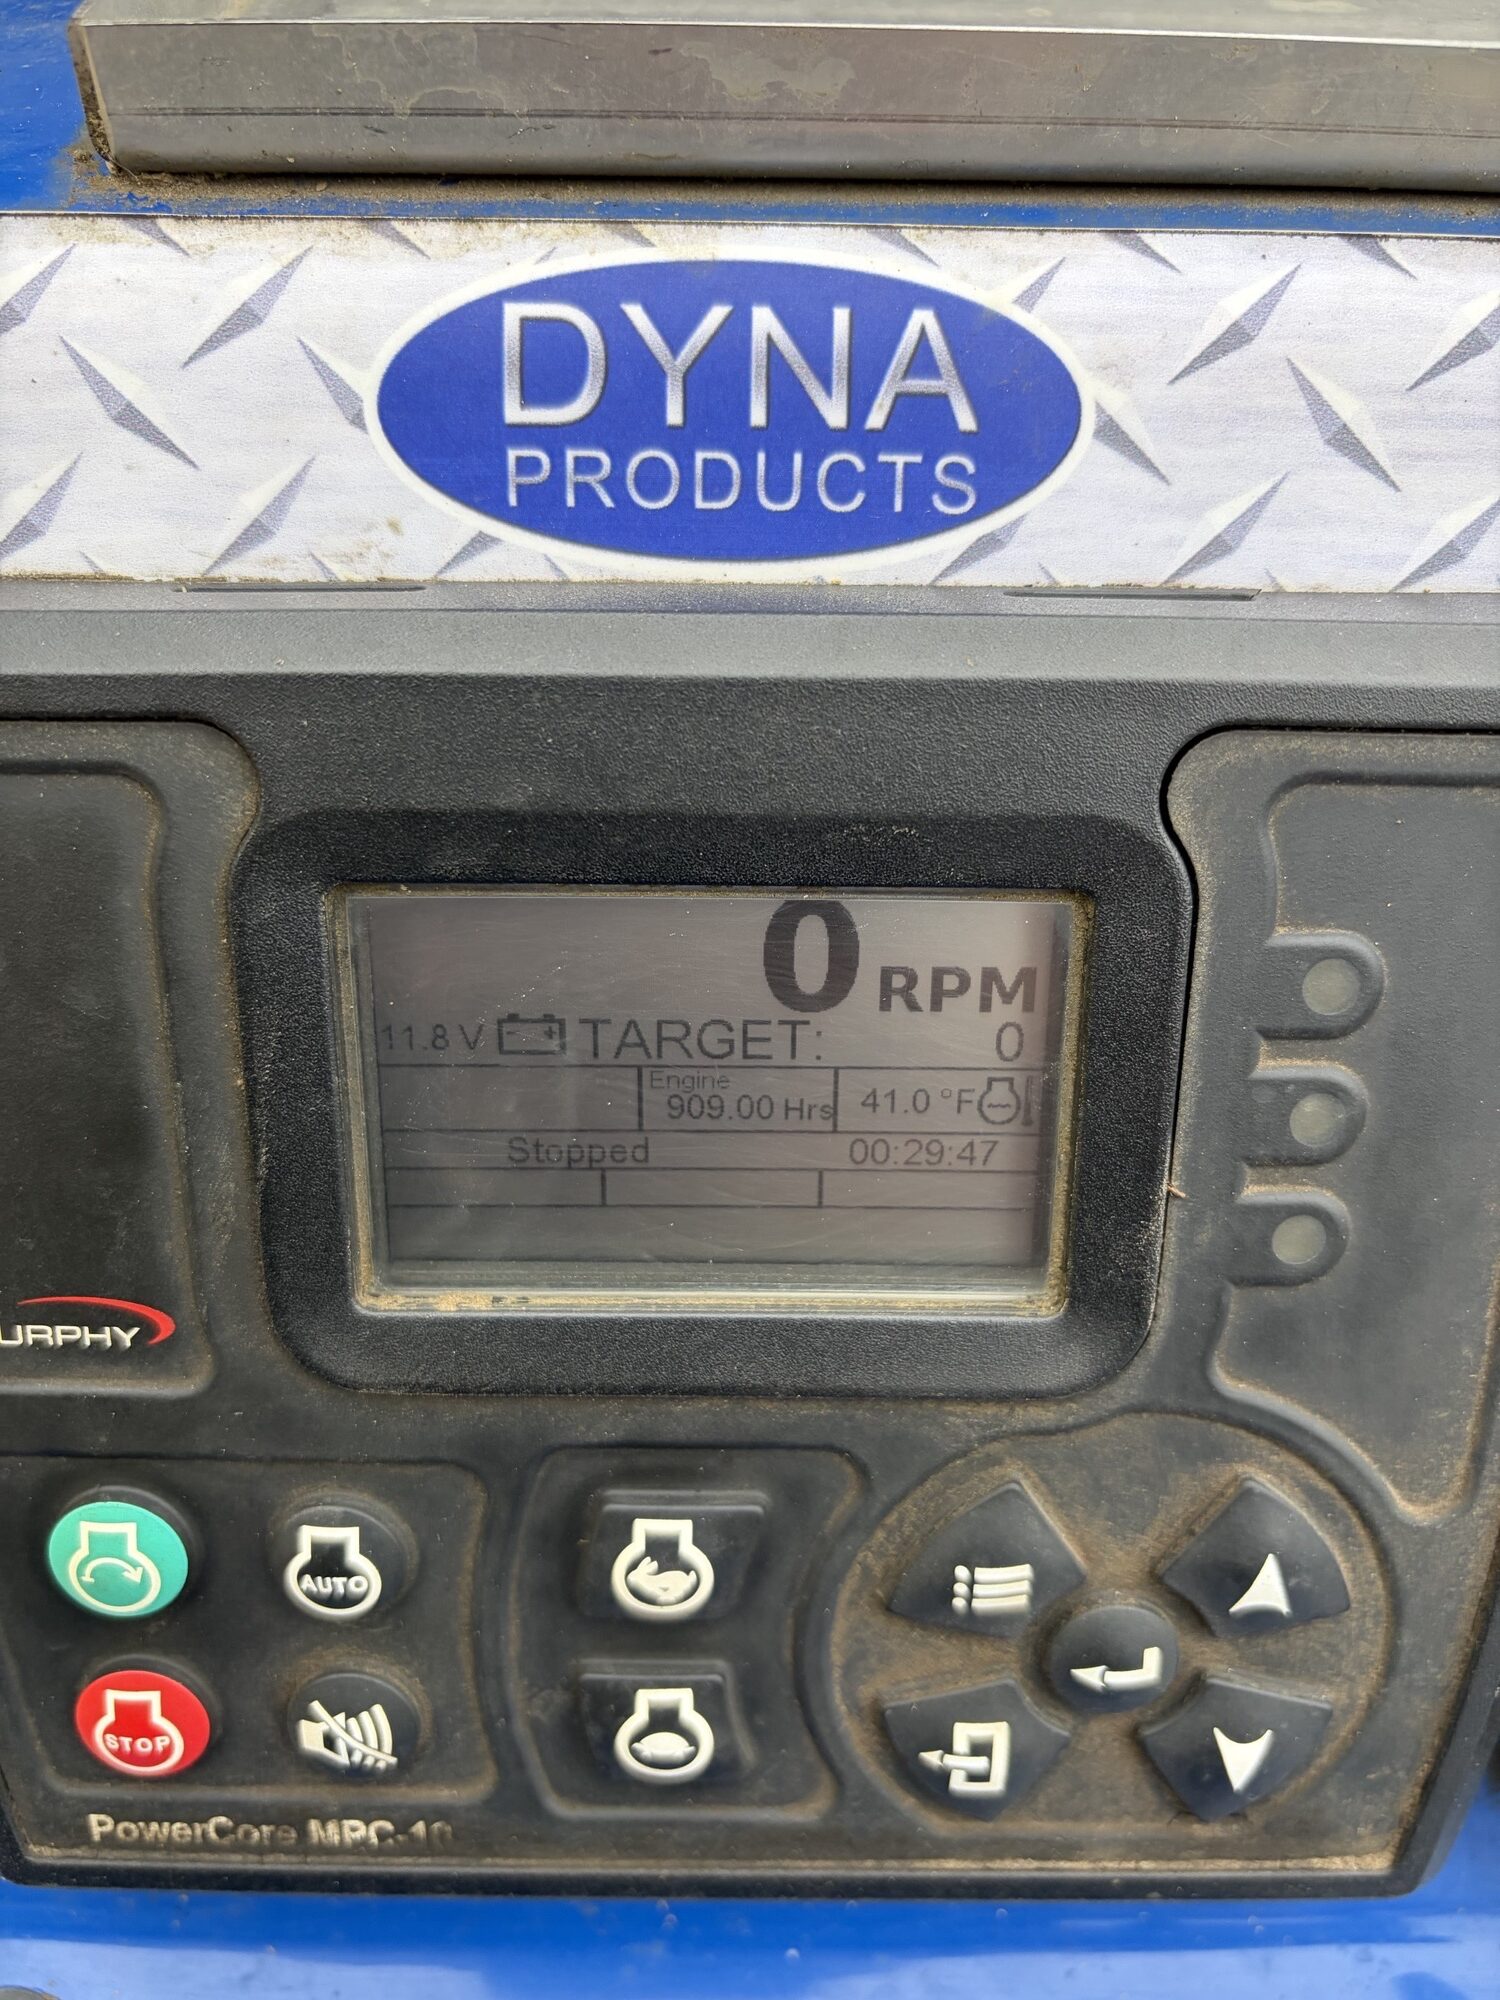 DYNA
PRODUCTS
0 RPM
11.8 V TARGET: 0
Engine
909.00 Hrs 41.0 °F
Stopped 00:29:47
URPHY
AUTO
STOP
PowerCore MPC-10